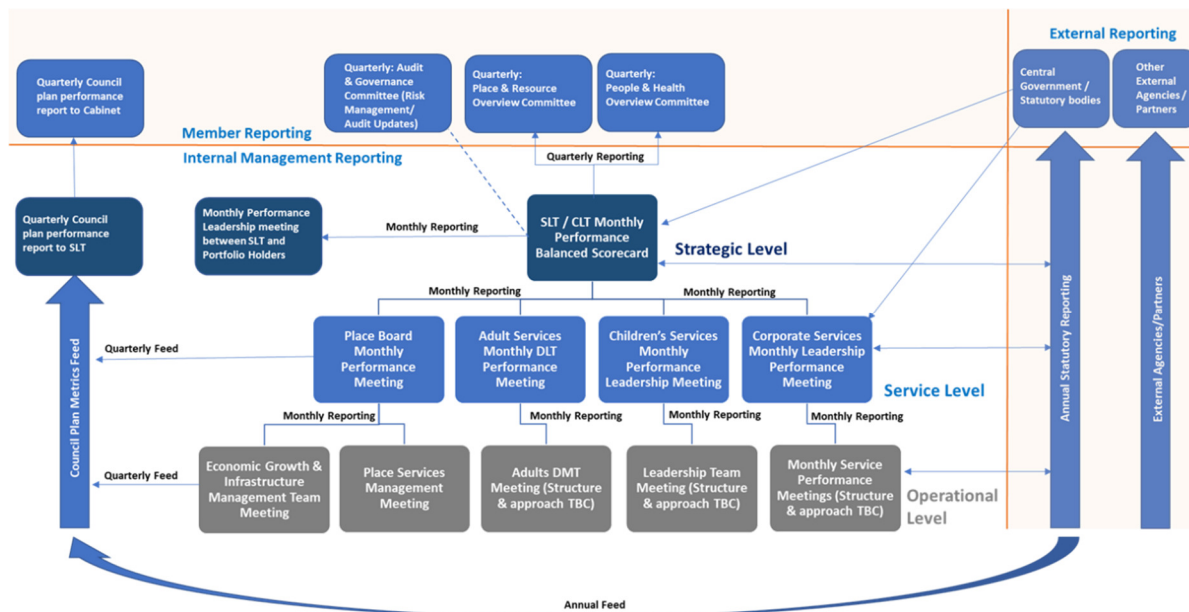 External Reporting
Quarterly Council
plan performance
report to Cabinet
Quarterly: Audit
& Governance
Committee (Risk
Management/
Audit Updates)
Quarterly:
Place & Resource
Overview Committee
Quarterly:
People & Health
Overview Committee
Central
Government /
Statutory bodies
Other
External
Agencies /
Partners
Member Reporting
Internal Management Reporting
Quarterly Reporting
Quarterly Council
plan performance
report to SLT
Monthly Performance
Leadership meeting
between SLT and
Portfolio Holders
Monthly Reporting
SLT / CLT Monthly
Performance
Balanced Scorecard
Strategic Level
Monthly Reporting
Monthly Reporting
Place Board
Monthly
Performance
Meeting
Adult Services
Monthly DLT
Performance
Meeting
Children's Services
Monthly
Performance
Leadership Meeting
Corporate Services
Monthly Leadership
Performance
Meeting
Quarterly Feed
Service Level
Monthly Reporting
Monthly Reporting
Monthly Reporting
Monthly Reporting
Economic Growth &
Infrastructure
Management Team
Meeting
Place Services
Management
Meeting
Adults DMT
Meeting (Structure
& approach TBC)
Leadership Team
Meeting (Structure
& approach TBC)
Monthly Service
Performance
Meetings (Structure
& approach TBC)
Quarterly Feed
Operational
Level
Council Plan Metrics Feed
Annual Statutory Reporting
External Agencies/Partners
Annual Feed